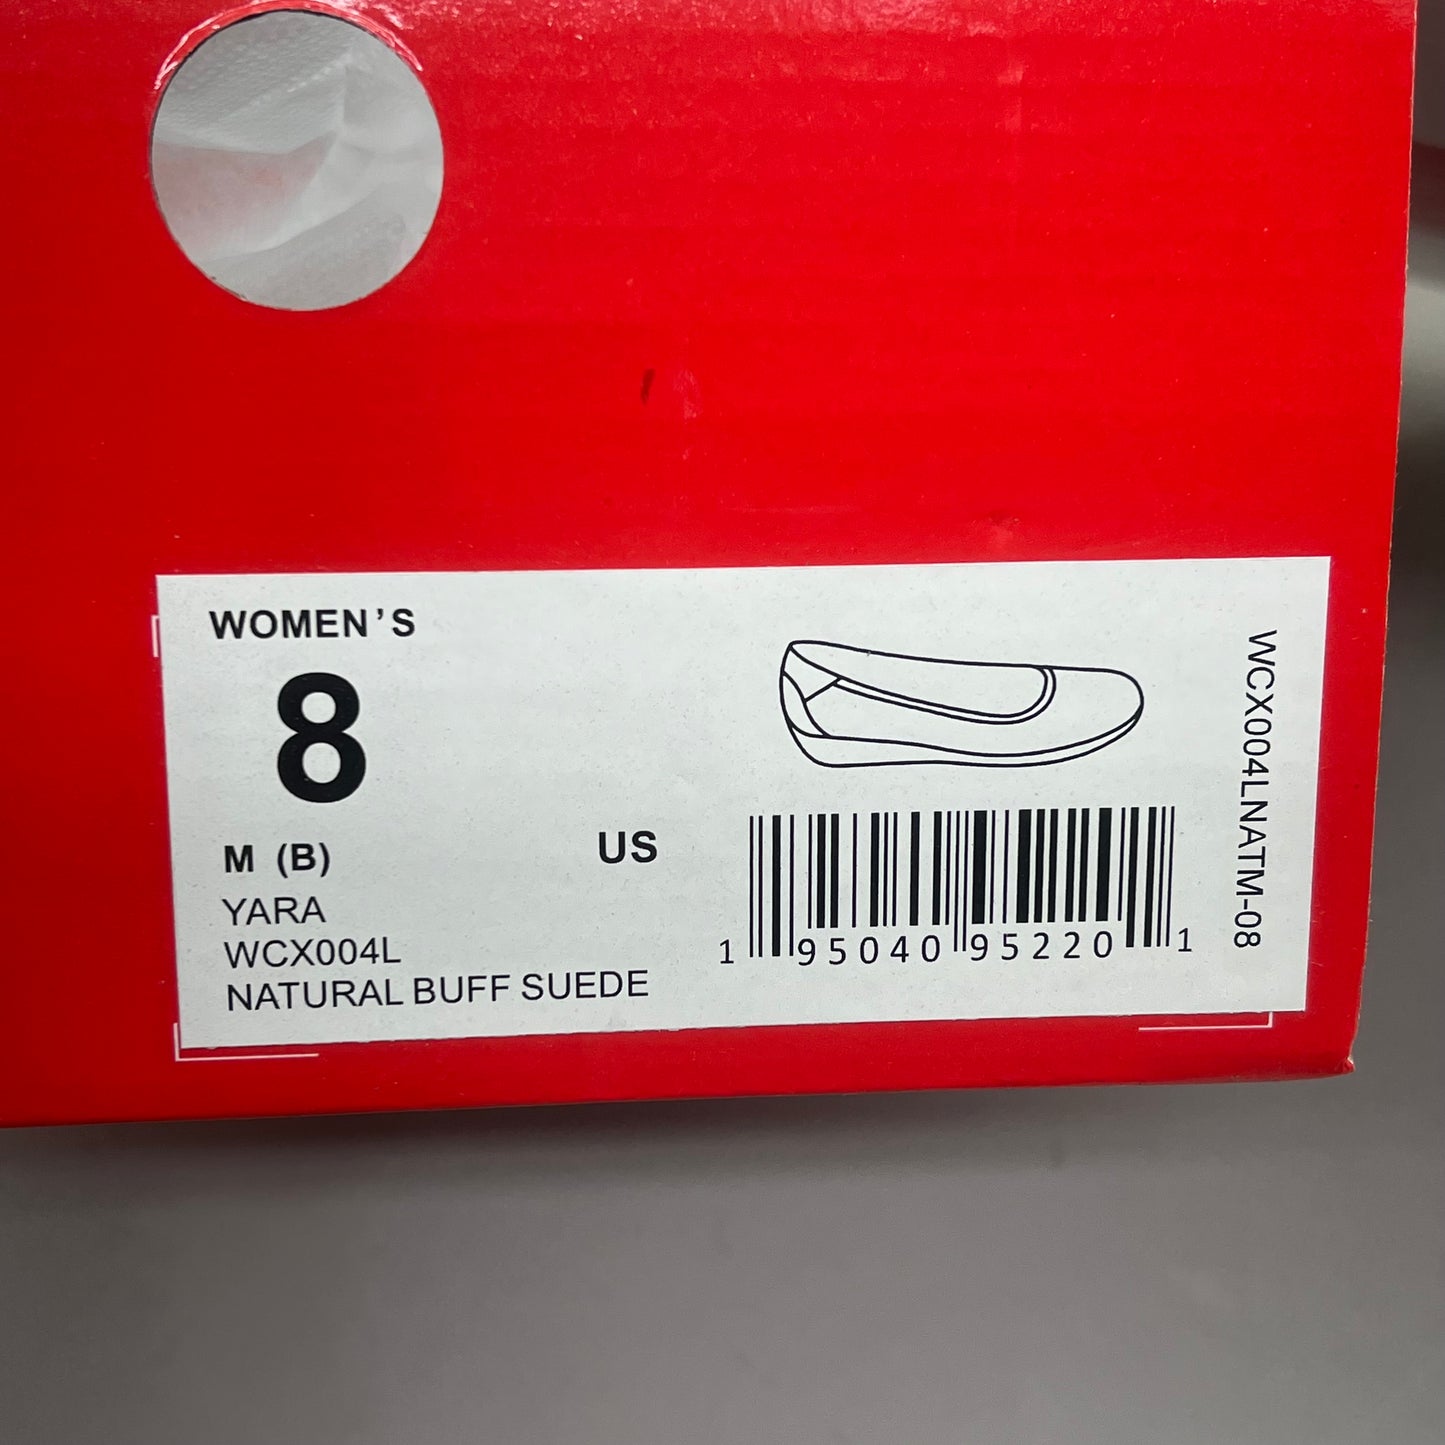 WOMEN'S
8
M (B)
US
YARA
WCX004L
NATURAL BUFF SUEDE
1 95040 95220 1
WCX004LNATM-08